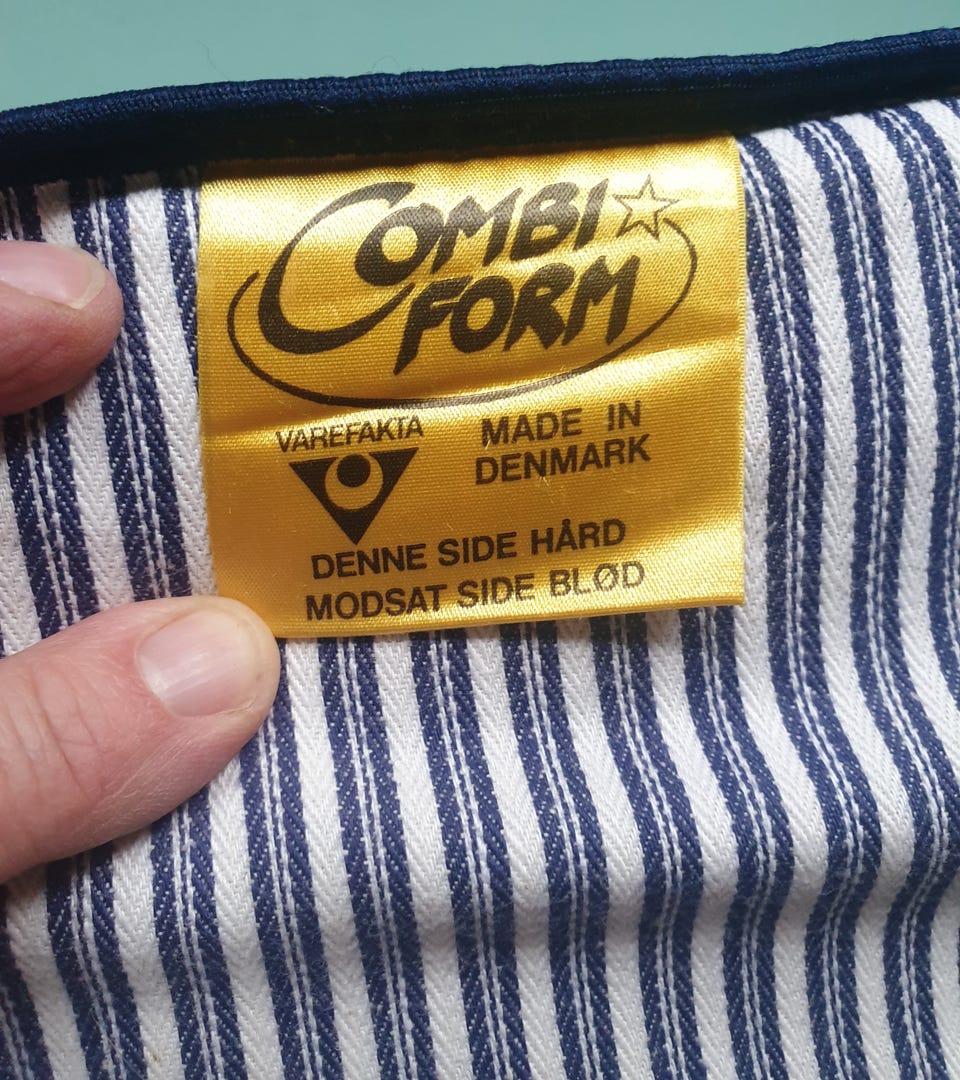 COMBI
FORM
VAREFAKTA
MADE IN
DENMARK
DENNE SIDE HÅRD
MODSAT SIDE BLØD